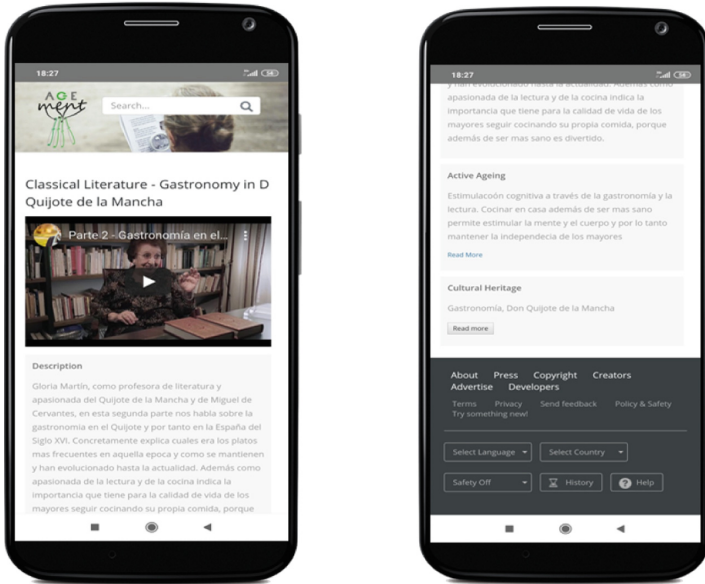 18:27
58
AGE
ment
Search...
Classical Literature - Gastronomy in D
Quijote de la Mancha
Parte 2 - Gastronomía en el...
Description
Gloria Martín, como profesora de literatura y
apasionada del Quijote de la Mancha y de Miguel de
Cervantes, en esta segunda parte nos habla sobre la
gastronomia en el Quijote y por tanto en la España del
Siglo XVI. Concretamente explica cuales eran los platos
mas frecuentes en aquella epoca y como se mantienen
y han evolucionado hasta la actualidad. Además como
apasionada de la lectura y de la cocina indica la
importancia que tiene para la calidad de vida de los
mayores seguir cocinando su propia comida, porque
18:27
58
y han evolucionado hasta la actualidad. Además como
apasionada de la lectura y de la cocina indica la
importancia que tiene para la calidad de vida de los
mayores seguir cocinando su propia comida, porque
además de ser mas sano es divertido.
Active Ageing
Estimulacoón cognitiva a través de la gastronomía y la
lectura. Cocinar en casa además de ser mas sano
permite estimular la mente y el cuerpo y por lo tanto
mantener la independecia de los mayores
Read More
Cultural Heritage
Gastronomía, Don Quijote de la Mancha
Read more
About Press Copyright Creators
Advertise Developers
Terms Privacy Send feedback Policy & Safety
Try something new!
Select Language Select Country
Safety Off History Help